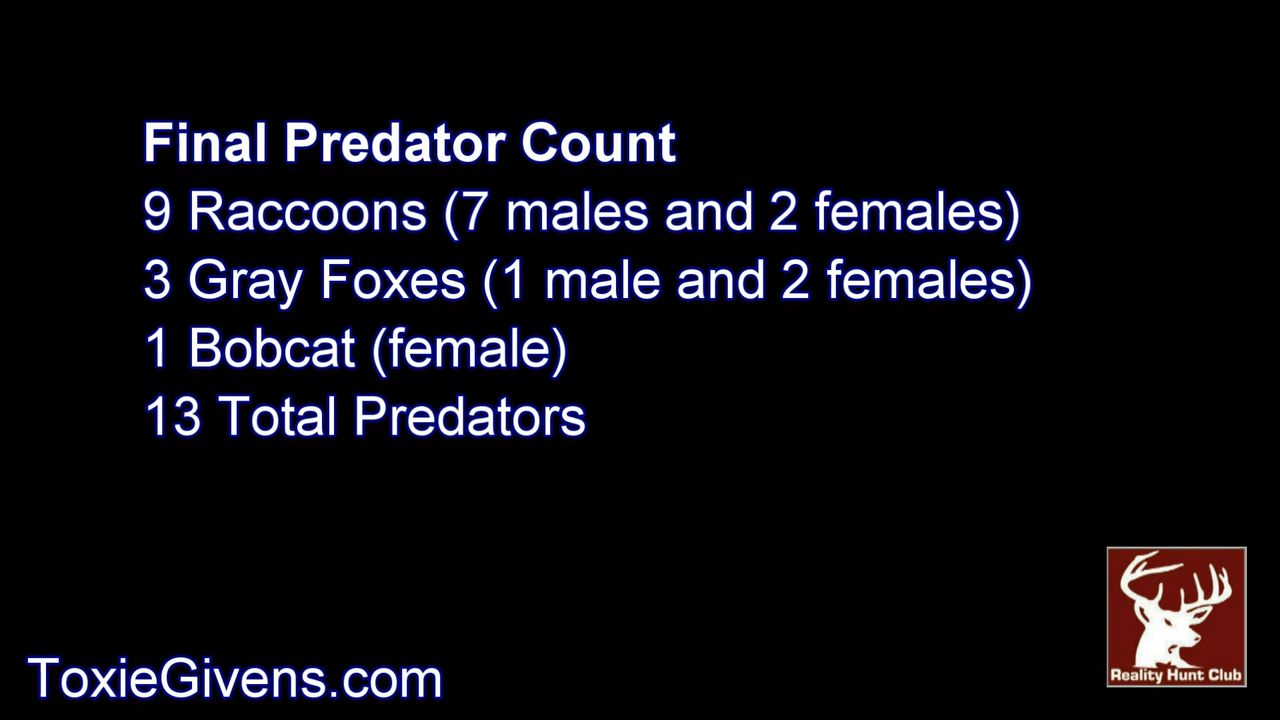 Final Predator Count
9 Raccoons (7 males and 2 females)
3 Gray Foxes (1 male and 2 females)
1 Bobcat (female)
13 Total Predators
Reality Hunt Club
ToxieGivens.com